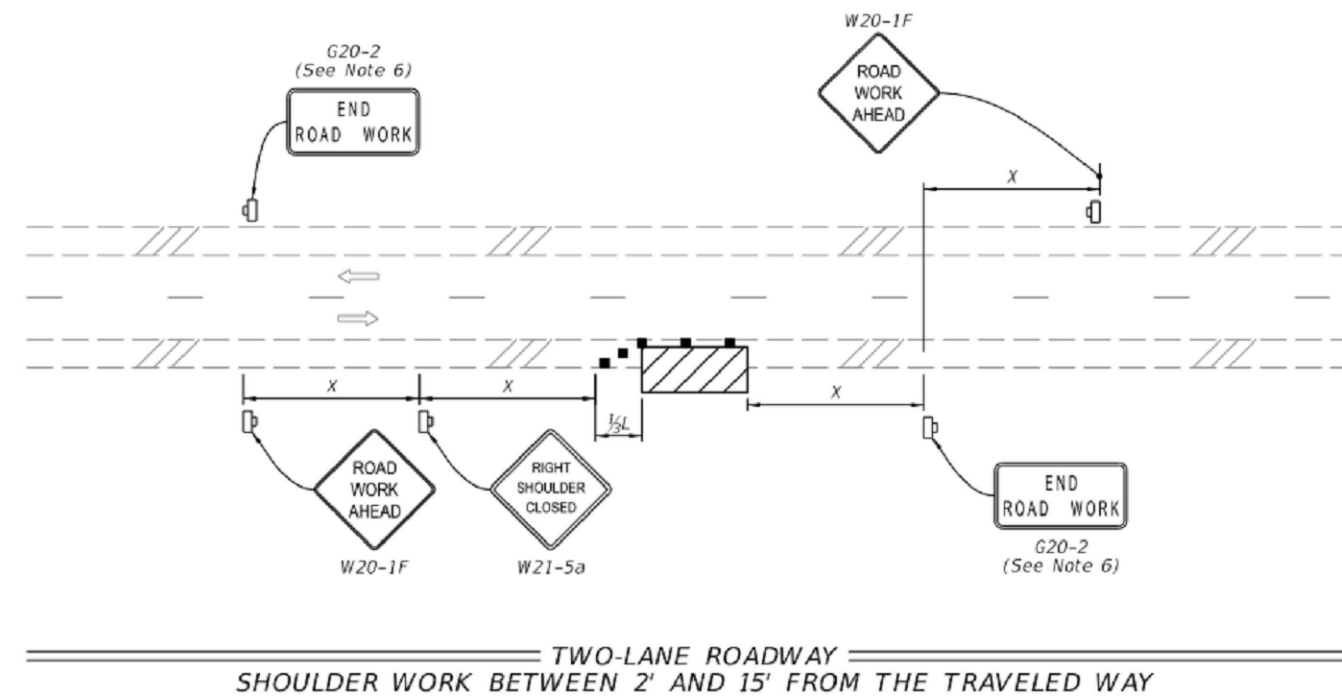 W20-1F
ROAD
WORK
AHEAD
G20-2
(See Note 6)
END
ROAD WORK
X
X
X
X
⅓L
ROAD
WORK
AHEAD
W20-1F
RIGHT
SHOULDER
CLOSED
W21-5a
END
ROAD WORK
G20-2
(See Note 6)
TWO-LANE ROADWAY
SHOULDER WORK BETWEEN 2' AND 15' FROM THE TRAVELED WAY